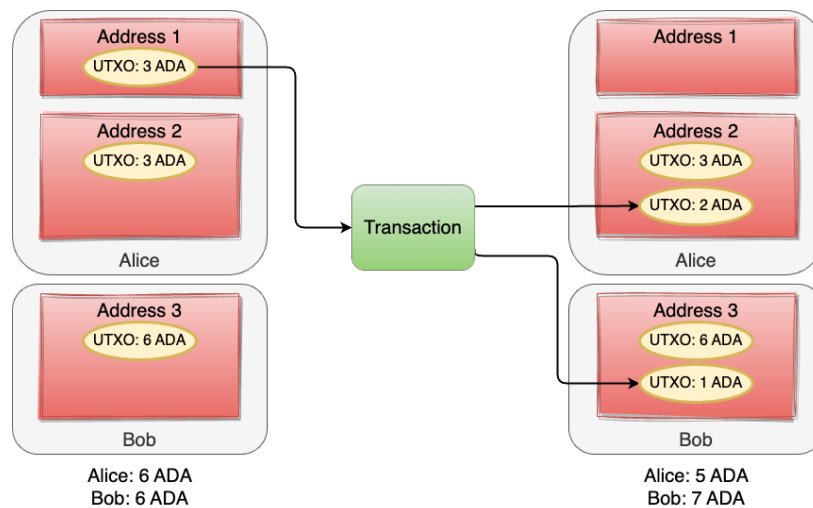 Address 1
UTXO: 3 ADA
Address 2
UTXO: 3 ADA
Alice
Address 3
UTXO: 6 ADA
Bob
Alice: 6 ADA
Bob: 6 ADA
Transaction
Address 1
Address 2
UTXO: 3 ADA
UTXO: 2 ADA
Alice
Address 3
UTXO: 6 ADA
UTXO: 1 ADA
Bob
Alice: 5 ADA
Bob: 7 ADA